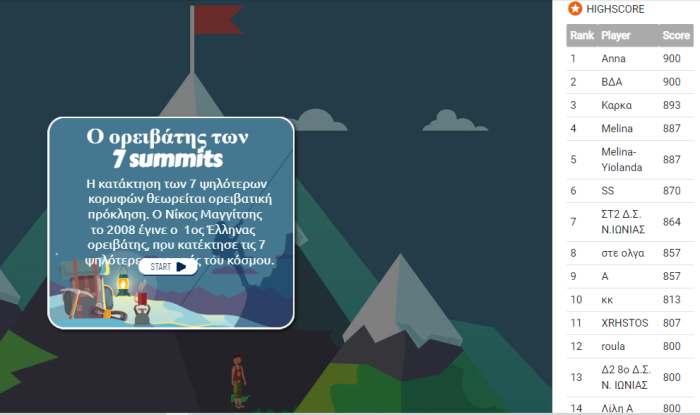 Ο ορειβάτης των
7 summits
Η κατάκτηση των 7 ψηλότερων
κορυφών θεωρείται ορειβατική
πρόκληση. Ο Νίκος Μαγγίτσης
το 2008 έγινε ο 1ος Έλληνας
ορειβάτης, που κατέκτησε τις 7
του κόσμου.
START
HIGHSCORE
Rank Player Score
1 Anna 900
2 ΒΔΑ 900
3 Καρκα 893
4 Melina 887
5 Melina-
Yiolanda 887
6 SS 870
7 ΣΤ2 Δ.Σ.
Ν.ΙΩΝΙΑΣ 864
8 στε ολγα 857
9 Α 857
10 κκ 813
11 XRHSTOS 807
12 roula 800
13 Δ2 8ο Δ.Σ.
Ν. ΙΩΝΙΑΣ 800
14 Λίλη Α 800